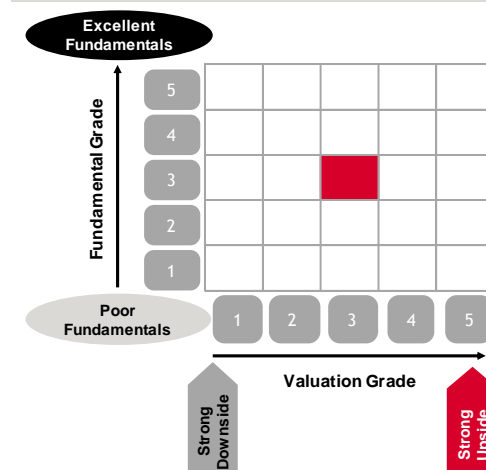 Excellent
Fundamentals
Fundamental Grade
5
4
3
2
1
Poor
Fundamentals
1
2
3
4
5
Valuation Grade
Strong
Downside
Strong
Upside